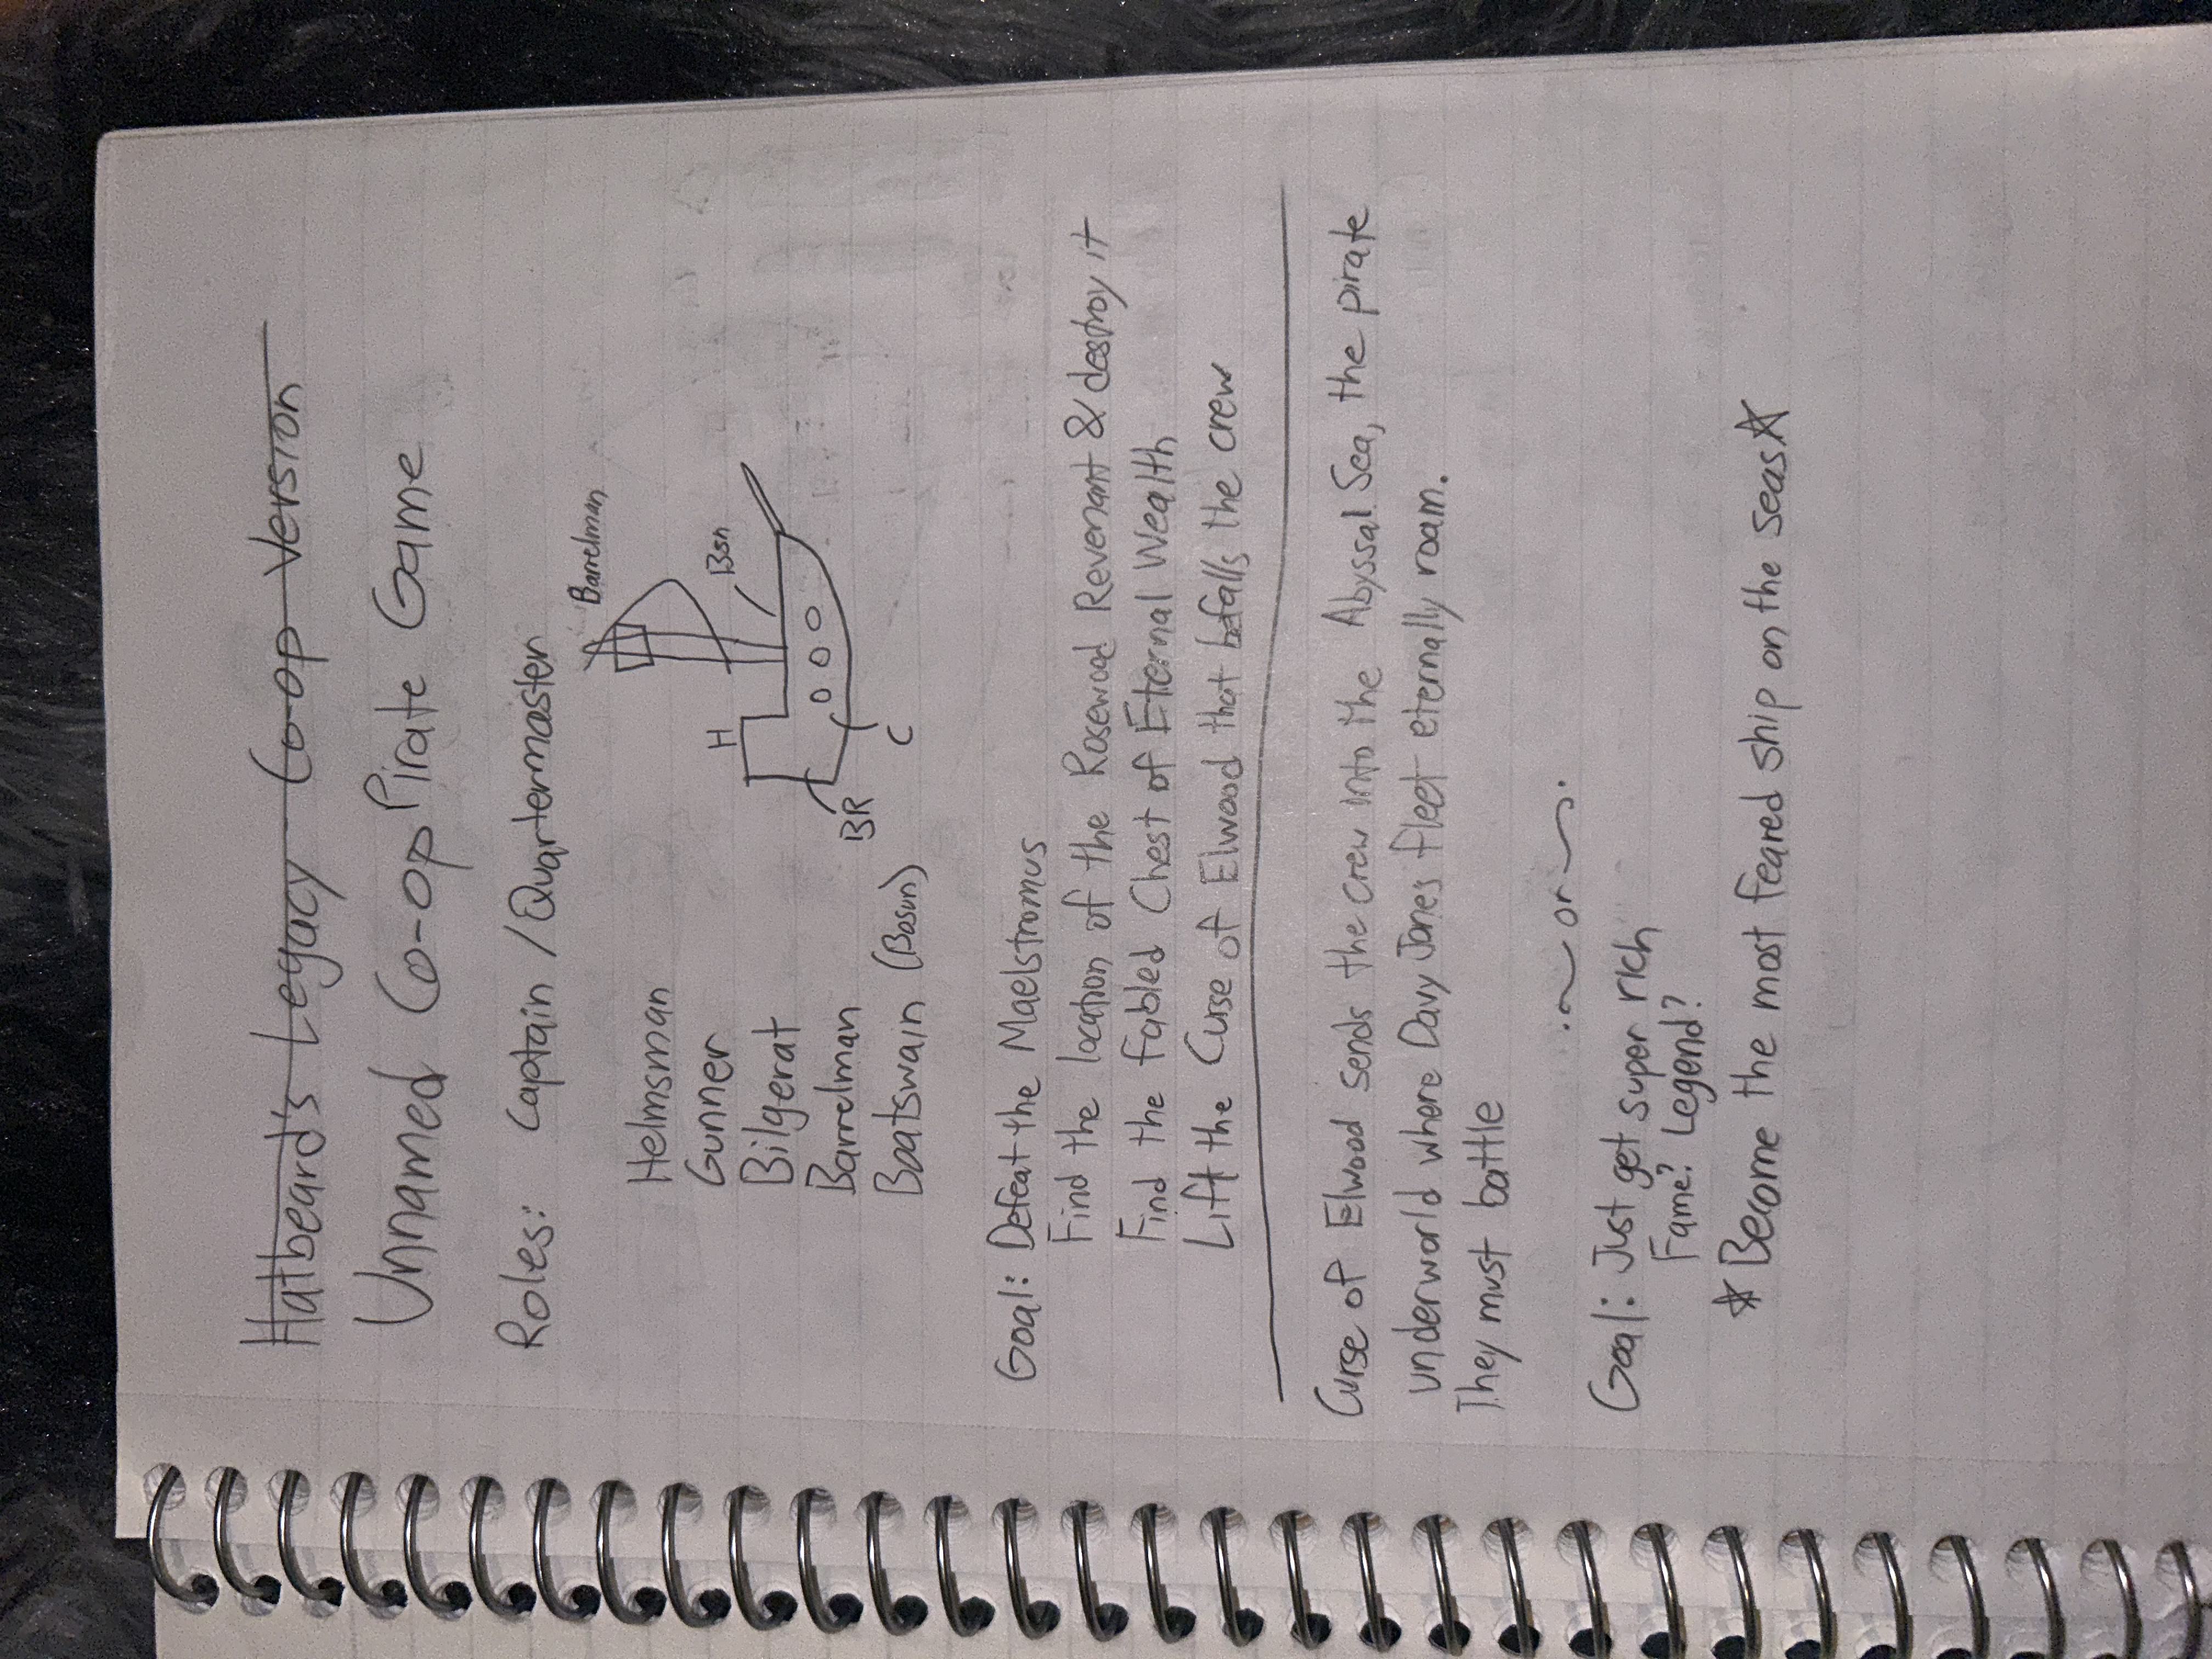 Hatbeard's Legacy Co-op Version
Unnamed Co-op Pirate Game
Roles: Captain / Quartermaster
Barrelman
Helmsman
Gunner
H
Bsn
Bilgerat
Barrelman
BR
Boatswain (Bosun)
C
Goal: Defeat the Maelstromus
Find the location of the Rosewood Revenant & destroy it
Find the fabled Chest of Eternal Wealth
Lift the Curse of Elwood that befalls the crew
Curse of Elwood sends the crew into the Abyssal Sea, the pirate
underworld where Davy Jones fleet eternally roam.
They must battle
or
Goal: Just get super rich
Fame? Legend?
☆ Become the most feared ship on the seas ☆